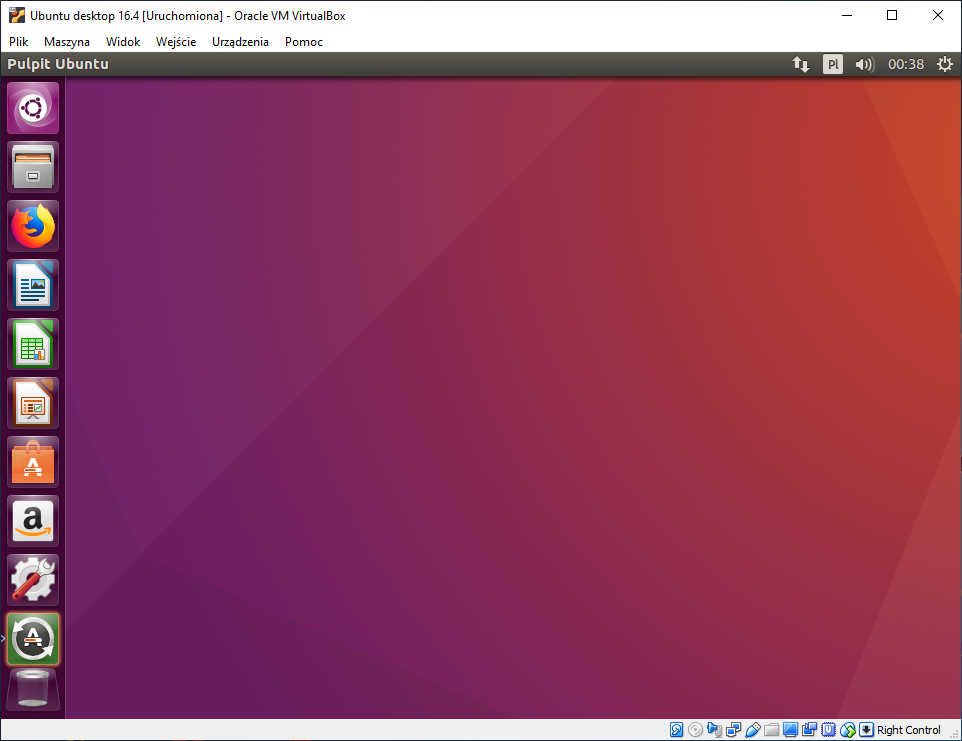 Ubuntu desktop 16.4 [Uruchomiona] - Oracle VM VirtualBox
Plik Maszyna Widok Wejście Urządzenia Pomoc
Pulpit Ubuntu Pl 00:38
Right Control